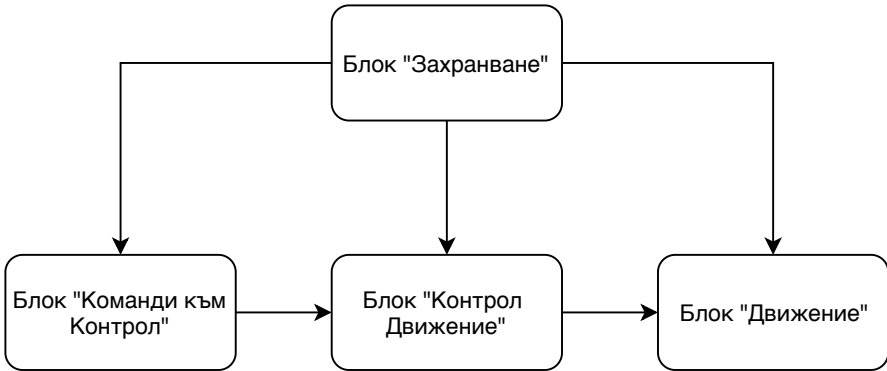 Блок "Захранване"
Блок "Команди към
Контрол"
Блок "Контрол
Движение"
Блок "Движение"